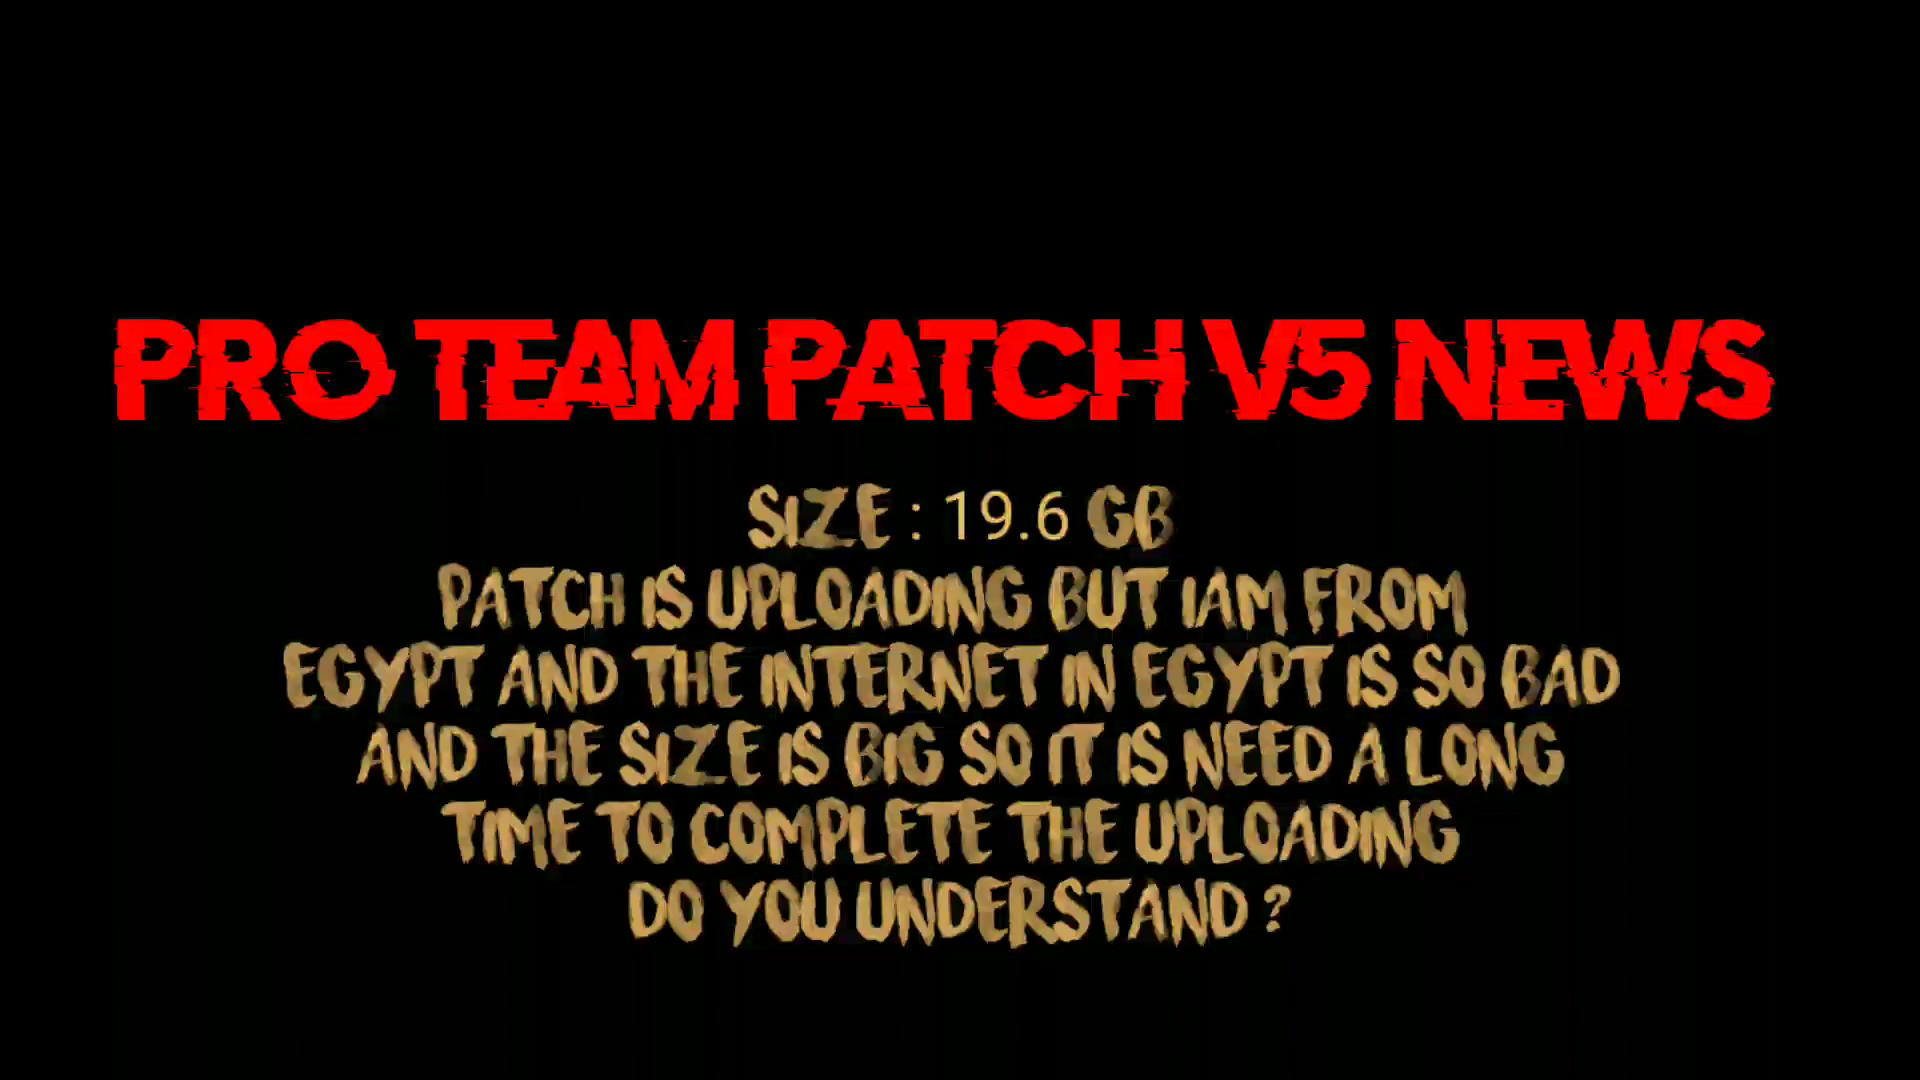 PRO TEAM PATCH V5 NEWS
SIZE : 19.6 GB
PATCH IS UPLOADING BUT IAM FROM
EGYPT AND THE INTERNET IN EGYPT IS SO BAD
AND THE SIZE IS BIG SO IT IS NEED A LONG
TIME TO COMPLETE THE UPLOADING
DO YOU UNDERSTAND ?